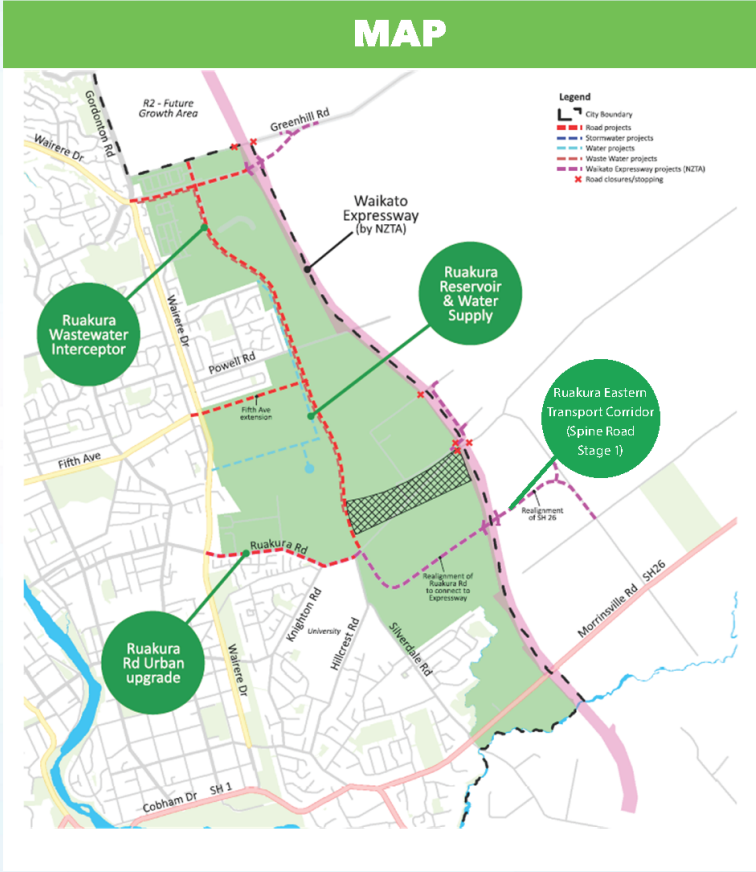 MAP
R2 - Future
Growth Area
Gordonton Rd
Greenhill Rd
Wairere Dr
Legend
City Boundary
Road projects
Stormwater projects
Water projects
Waste Water projects
Waikato Expressway projects (NZTA)
Road closures/stopping
Waikato
Expressway
(by NZTA)
Ruakura
Reservoir
& Water
Supply
Ruakura
Wastewater
Interceptor
Wairere Dr
Powell Rd
Fifth Ave
extension
Fifth Ave
Ruakura Eastern
Transport Corridor
(Spine Road
Stage 1)
Realignment
of SH 26
Ruakura Rd
Realignment of
Ruakura Rd
to connect to
Expressway
Morrinsville Rd SH26
Knighton Rd
University
Hillcrest Rd
Silverdale Rd
Ruakura
Rd Urban
upgrade
Wairere Dr
Cobham Dr SH 1